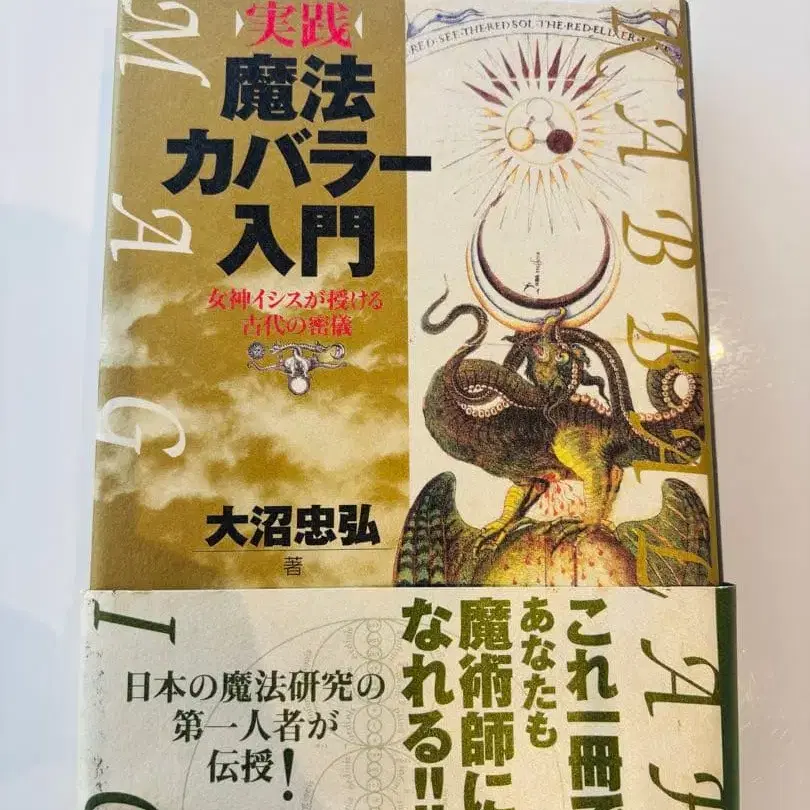 実践
魔法
カバラー
入門
女神イシスが授ける
古代の密儀
大沼忠弘
著
RED·SEE·THE·RED·SOL·THE·RED·ELIXER
KABBALAH
MAGIC
これ一冊で
あなたも
魔術師に
なれる!!
日本の魔法研究の
第一人者が
伝授!